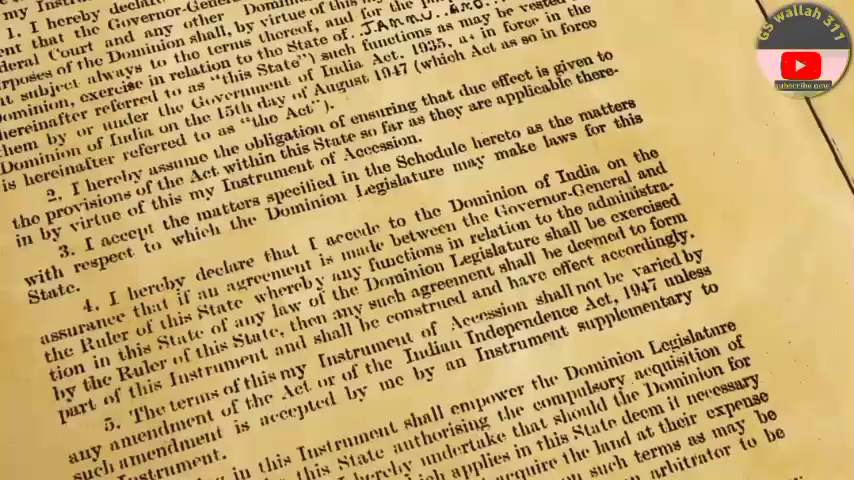 my Instr
1. I hereby declare
ent that the Governor-Gener
deral Court and any other Domin
rposes of the Dominion shall, by virtue of this my
t subject always to the terms thereof, and for the
Dominion, exercise in relation to the State of JAMMU AND
hereinafter referred to as "this State") such functions as may be vested
them by or under the Government of India Act, 1935, as in force in the
Dominion of India on the 15th day of August 1947 (which Act as so in force
is hereinafter referred to as "the Act").
2. I hereby assume the obligation of ensuring that due effect is given to
the provisions of the Act within this State so far as they are applicable there-
in by virtue of this my Instrument of Accession.
3. I accept the matters specified in the Schedule hereto as the matters
with respect to which the Dominion Legislature may make laws for this
State.
4. I hereby declare that I accede to the Dominion of India on the
assurance that if an agreement is made between the Governor-General and
the Ruler of this State whereby any functions in relation to the administra-
tion in this State of any law of the Dominion Legislature shall be exercised
by the Ruler of this State, then any such agreement shall be deemed to form
part of this Instrument and shall be construed and have effect accordingly.
5. The terms of this my Instrument of Accession shall not be varied by
any amendment of the Act or of the Indian Independence Act, 1947 unless
such amendment is accepted by me by an Instrument supplementary to
Instrument.
in this Instrument shall empower the Dominion Legislature
this State authorising the compulsory acquisition of
hereby undertake that should the Dominion for
applies in this State deem it necessary
acquire the land at their expense
such terms as may be
arbitrator to be
GS wallah 311
subscribe now